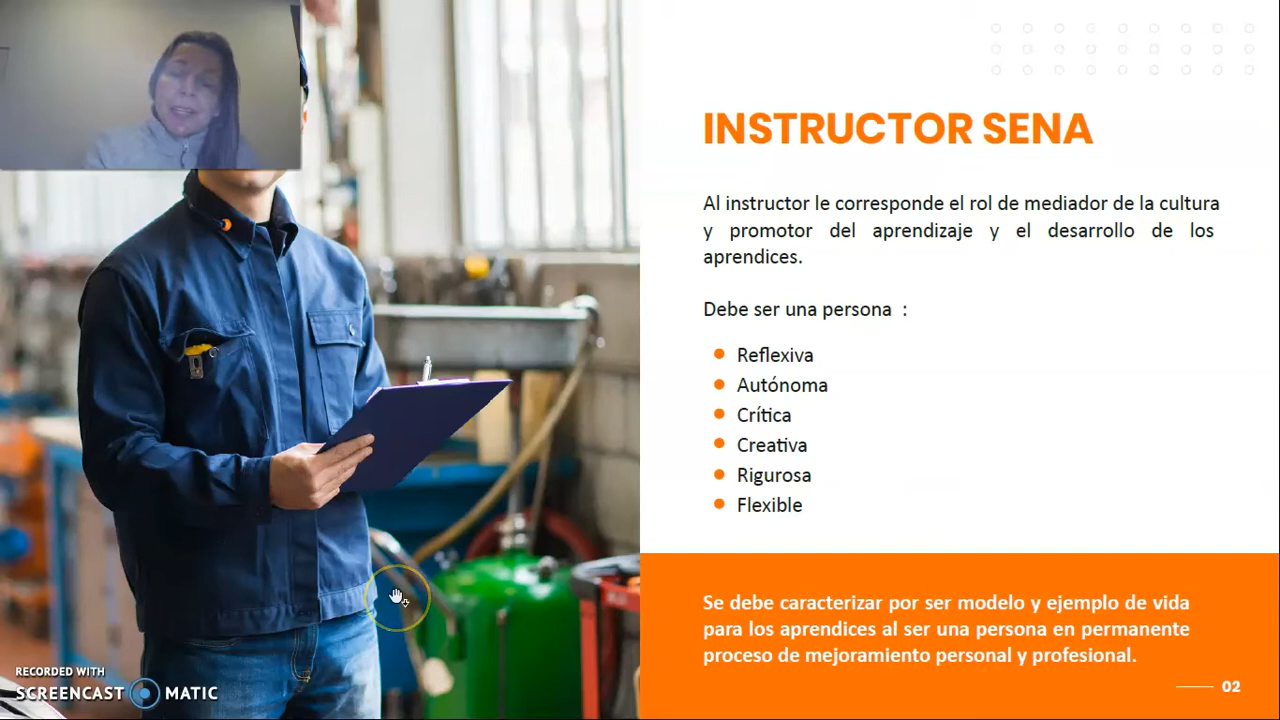 INSTRUCTOR SENA
Al instructor le corresponde el rol de mediador de la cultura
y promotor del aprendizaje y el desarrollo de los
aprendices.
Debe ser una persona :
Reflexiva
Autónoma
Crítica
Creativa
Rigurosa
Flexible
Se debe caracterizar por ser modelo y ejemplo de vida
para los aprendices al ser una persona en permanente
proceso de mejoramiento personal y profesional.
02
RECORDED WITH
SCREENCAST MATIC